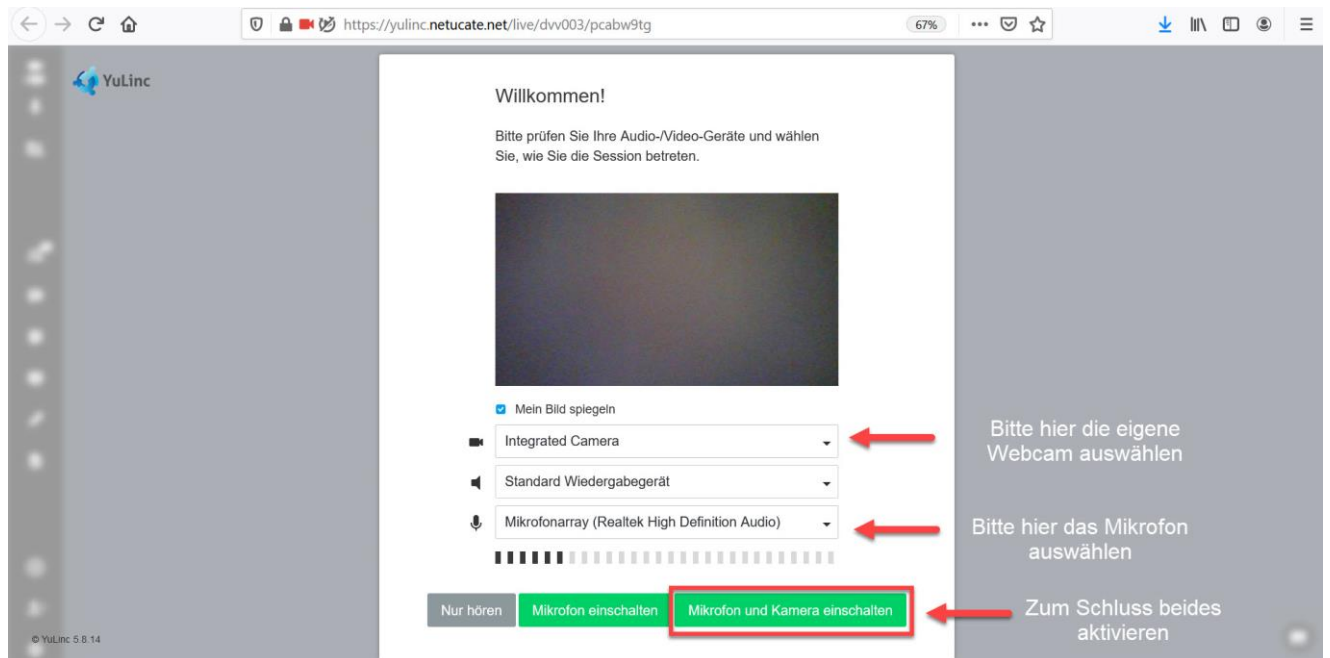 https://yulinc.netucate.net/live/dvv003/pcabw9tg
67%
YuLinc
Willkommen!
Bitte prüfen Sie Ihre Audio-/Video-Geräte und wählen
Sie, wie Sie die Session betreten.
Mein Bild spiegeln
Integrated Camera
Bitte hier die eigene
Webcam auswählen
Standard Wiedergabegerät
Mikrofonarray (Realtek High Definition Audio)
Bitte hier das Mikrofon
auswählen
Nur hören
Mikrofon einschalten
Mikrofon und Kamera einschalten
Zum Schluss beides
aktivieren
© YuLinc 5.8.14